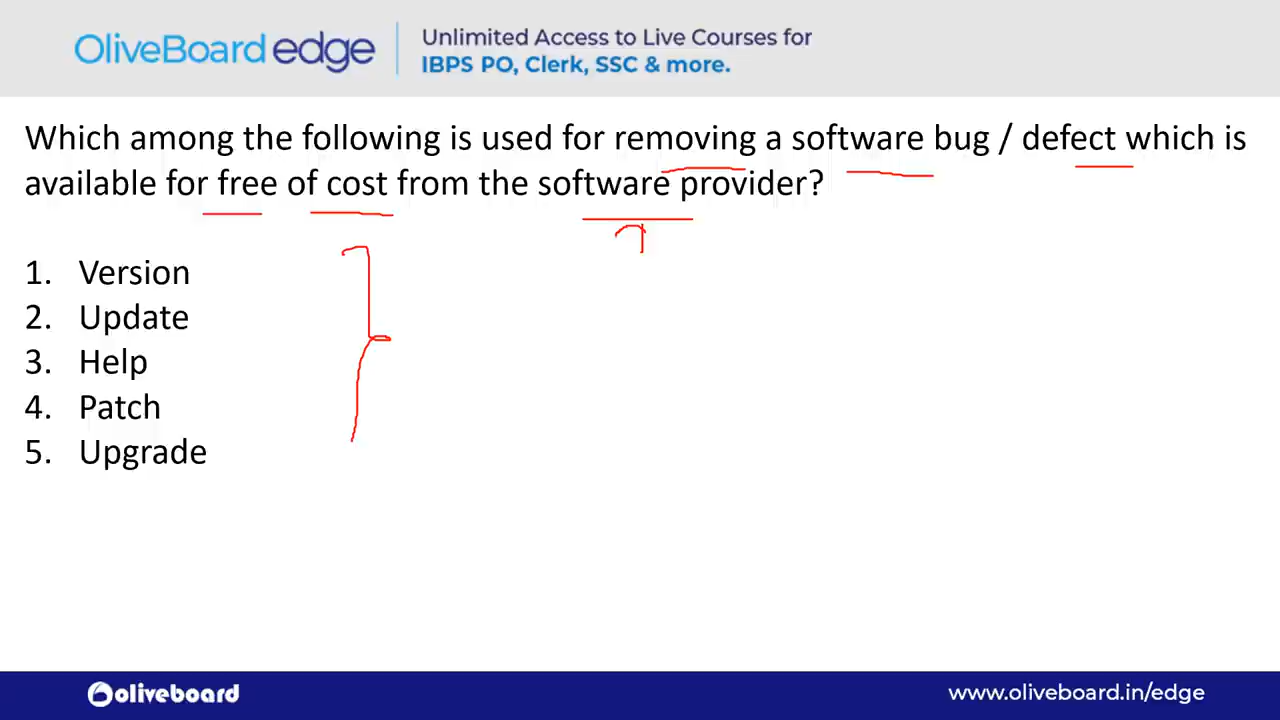 OliveBoard edge
Unlimited Access to Live Courses for
IBPS PO, Clerk, SSC & more.
Which among the following is used for removing a software bug / defect which is
available for free of cost from the software provider?
1. Version
2. Update
3. Help
4. Patch
5. Upgrade
oliveboard
www.oliveboard.in/edge